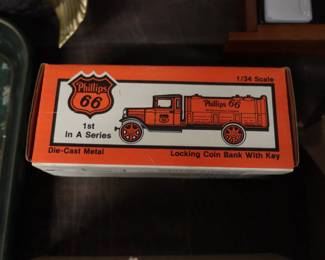 Phillips
66
1/34 Scale
Phillips 66
1st
In A Series
Die-Cast Metal
Locking Coin Bank With Key